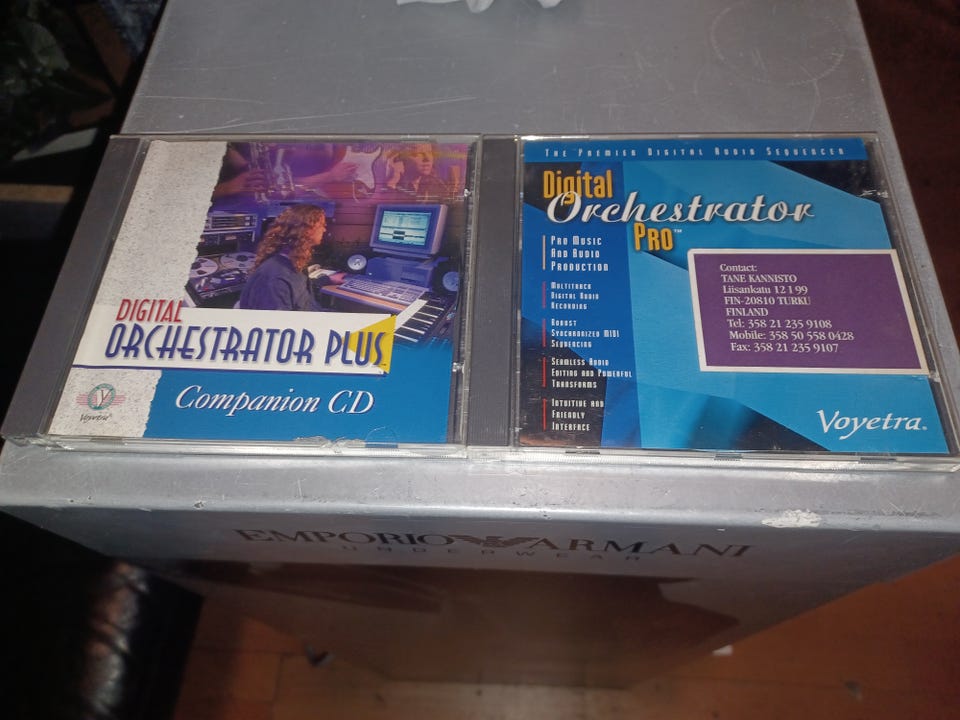 DIGITAL
ORCHESTRATOR PLUS
Companion CD
Voyetra
THE PREMIER DIGITAL AUDIO SEQUENCER
Digital
Orchestrator
PRO™
PRO MUSIC
AND AUDIO
PRODUCTION
MULTITRACK
DIGITAL AUDIO
RECORDING
ROBUST
SYNCHRONIZED MIDI
SEQUENCING
SEAMLESS AUDIO
EDITING AND POWERFUL
TRANSFORMS
INTUITIVE AND
FRIENDLY
INTERFACE
Contact:
TANE KANNISTO
Liisankatu 12 I 99
FIN-20810 TURKU
FINLAND
Tel: 358 21 235 9108
Mobile: 358 50 558 0428
Fax: 358 21 235 9107
Voyetra®
EMPORIO ARMANI
UNDERWEAR